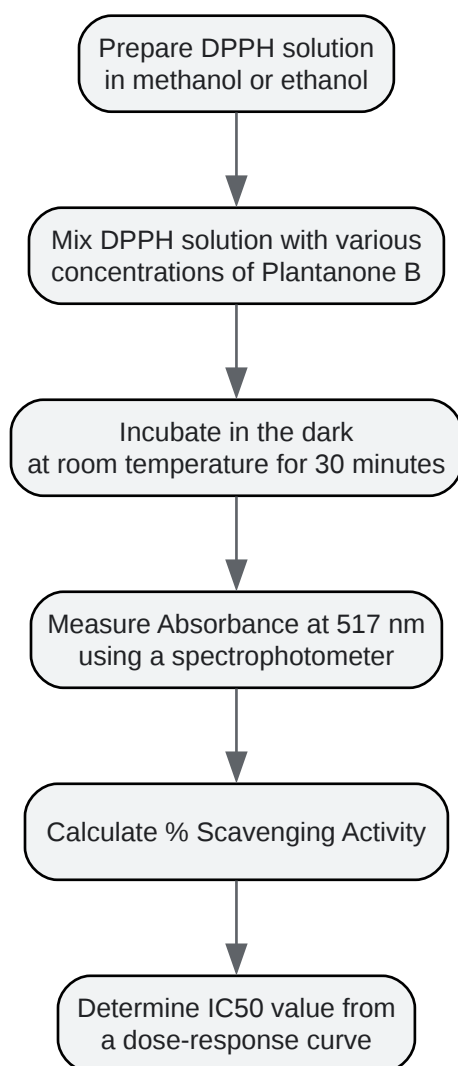 Prepare DPPH solution
in methanol or ethanol
Mix DPPH solution with various
concentrations of Plantanone B
Incubate in the dark
at room temperature for 30 minutes
Measure Absorbance at 517 nm
using a spectrophotometer
Calculate % Scavenging Activity
Determine IC50 value from
a dose-response curve